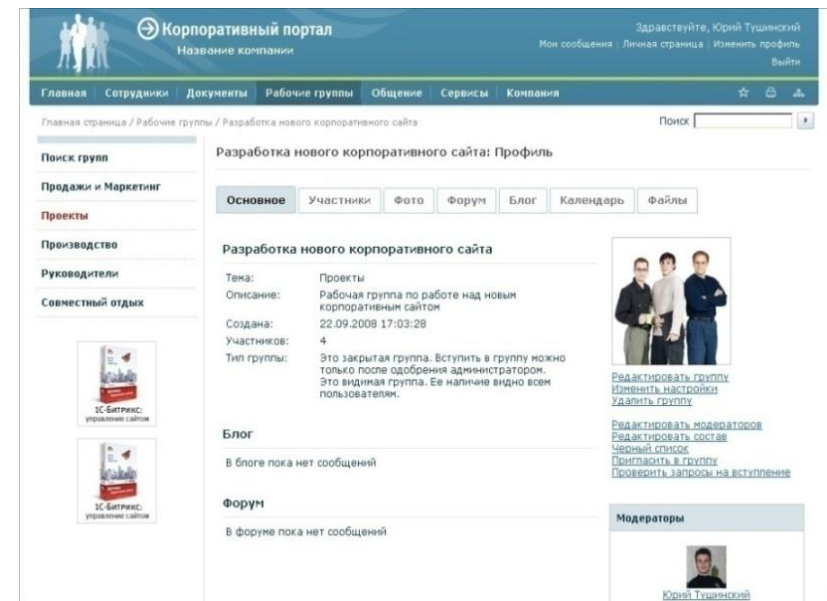 Корпоративный портал
Название компании
Здравствуйте, Юрий Тушинский
Мои сообщения | Личная страница | Изменить профиль
Выйти
Главная Сотрудники Документы Рабочие группы Общение Сервисы Компания
Главная страница / Рабочие группы / Разработка нового корпоративного сайта
Поиск
Поиск групп
Продажи и Маркетинг
Проекты
Производство
Руководители
Совместный отдых
1С-БИТРИКС:
управление сайтом
1С-БИТРИКС:
управление сайтом
Разработка нового корпоративного сайта: Профиль
Основное Участники Фото Форум Блог Календарь Файлы
Разработка нового корпоративного сайта
Тема: Проекты
Описание: Рабочая группа по работе над новым
корпоративным сайтом
Создана: 22.09.2008 17:03:28
Участников: 4
Тип группы: Это закрытая группа. Вступить в группу можно
только после одобрения администратором.
Это видимая группа. Ее наличие видно всем
пользователям.
Блог
В блоге пока нет сообщений
Форум
В форуме пока нет сообщений
Редактировать группу
Изменить настройки
Удалить группу
Редактировать модераторов
Редактировать состав
Черный список
Пригласить в группу
Проверить запросы на вступление
Модераторы
Юрий Тушинский